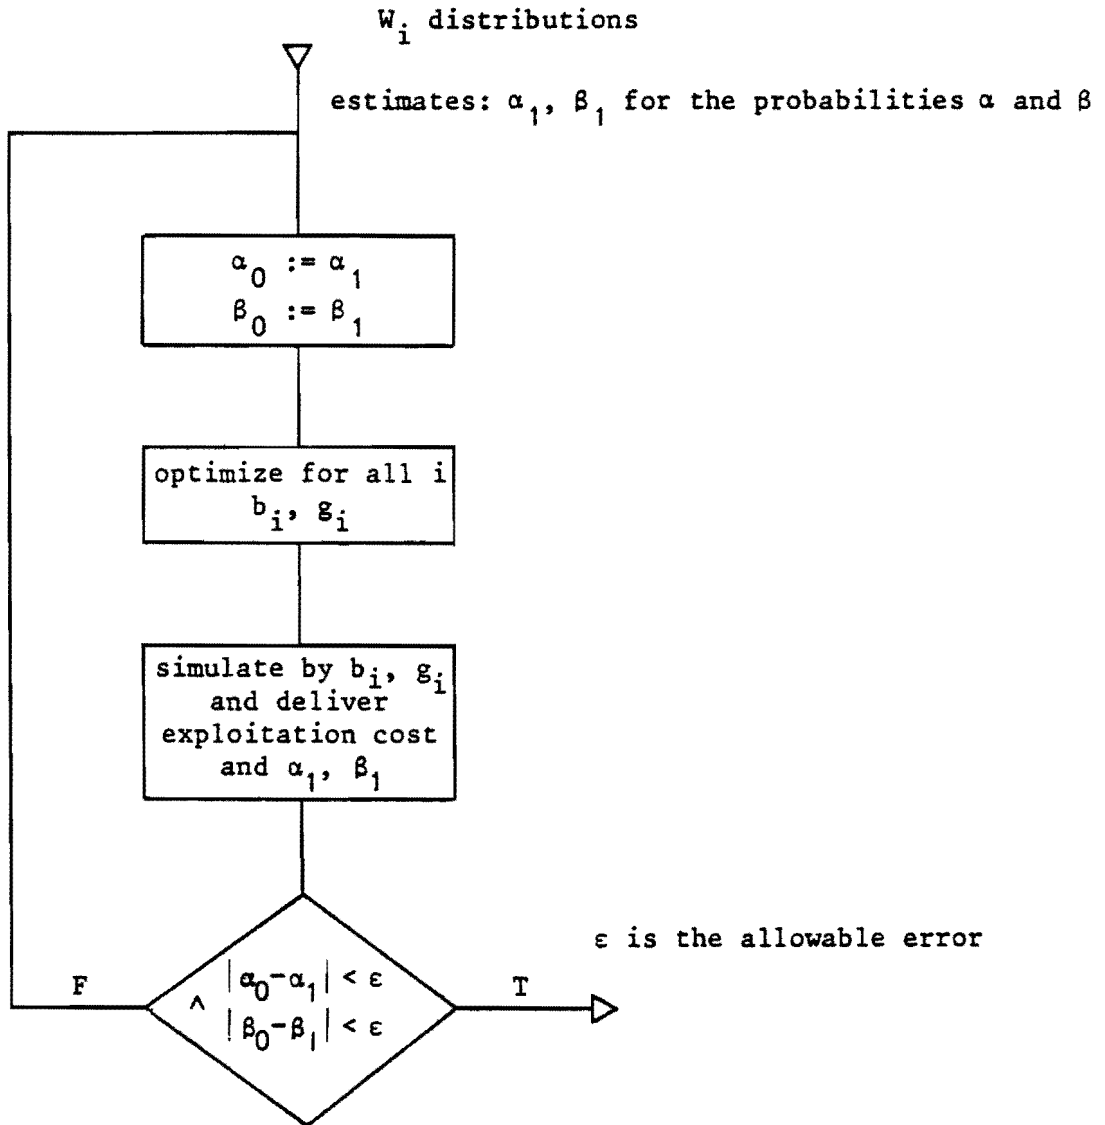 W_i distributions
estimates: α_1, β_1 for the probabilities α and β
α_0 := α_1
β_0 := β_1
optimize for all i
b_i, g_i
simulate by b_i, g_i
and deliver
exploitation cost
and α_1, β_1
ε is the allowable error
F
∧
|α_0-α_1| < ε
|β_0-β_1| < ε
T